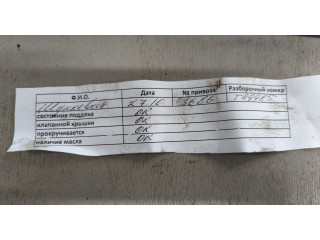 Ф.И.О. Дата № привоза Разборочный номер
27.10
состояние поддона ОК
клапанной крышки ОК
прокручивается ОК
наличие масла ОК